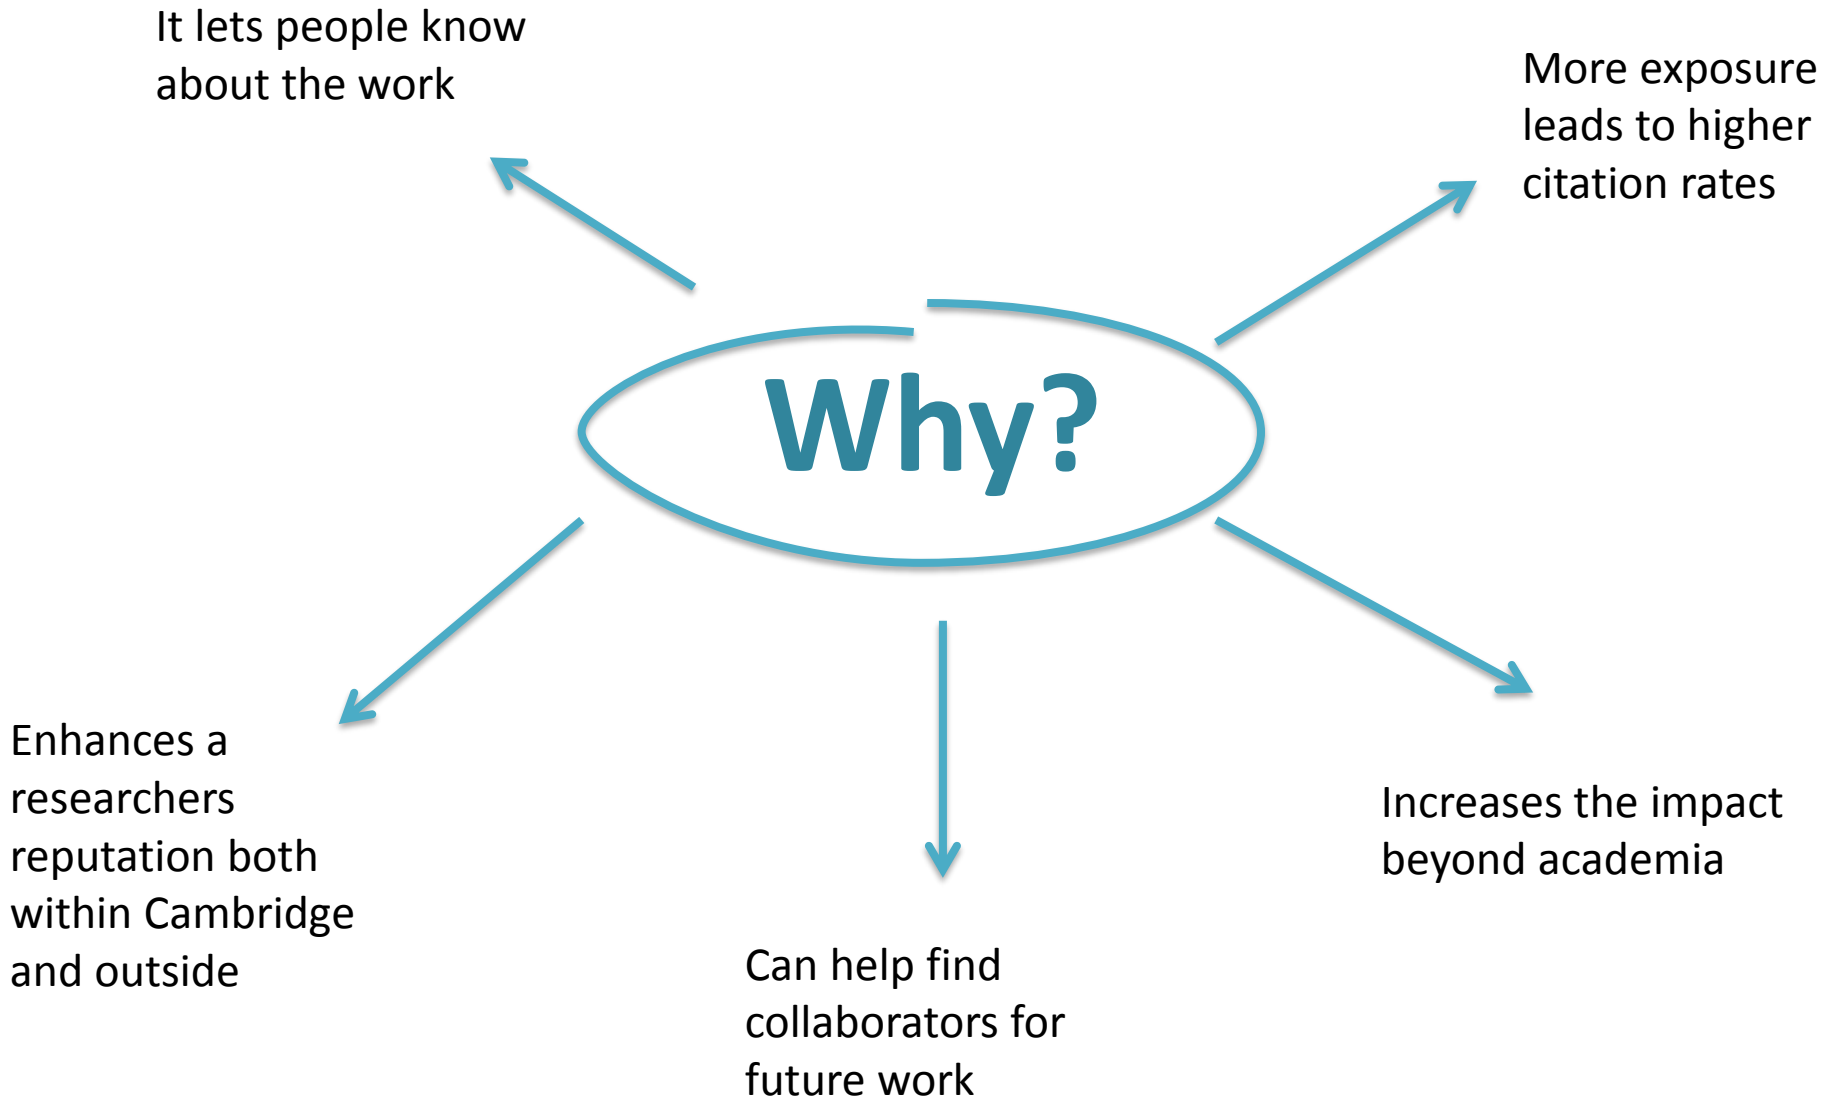 It lets people know
about the work
More exposure
leads to higher
citation rates
Why?
Enhances a
researchers
reputation both
within Cambridge
and outside
Can help find
collaborators for
future work
Increases the impact
beyond academia